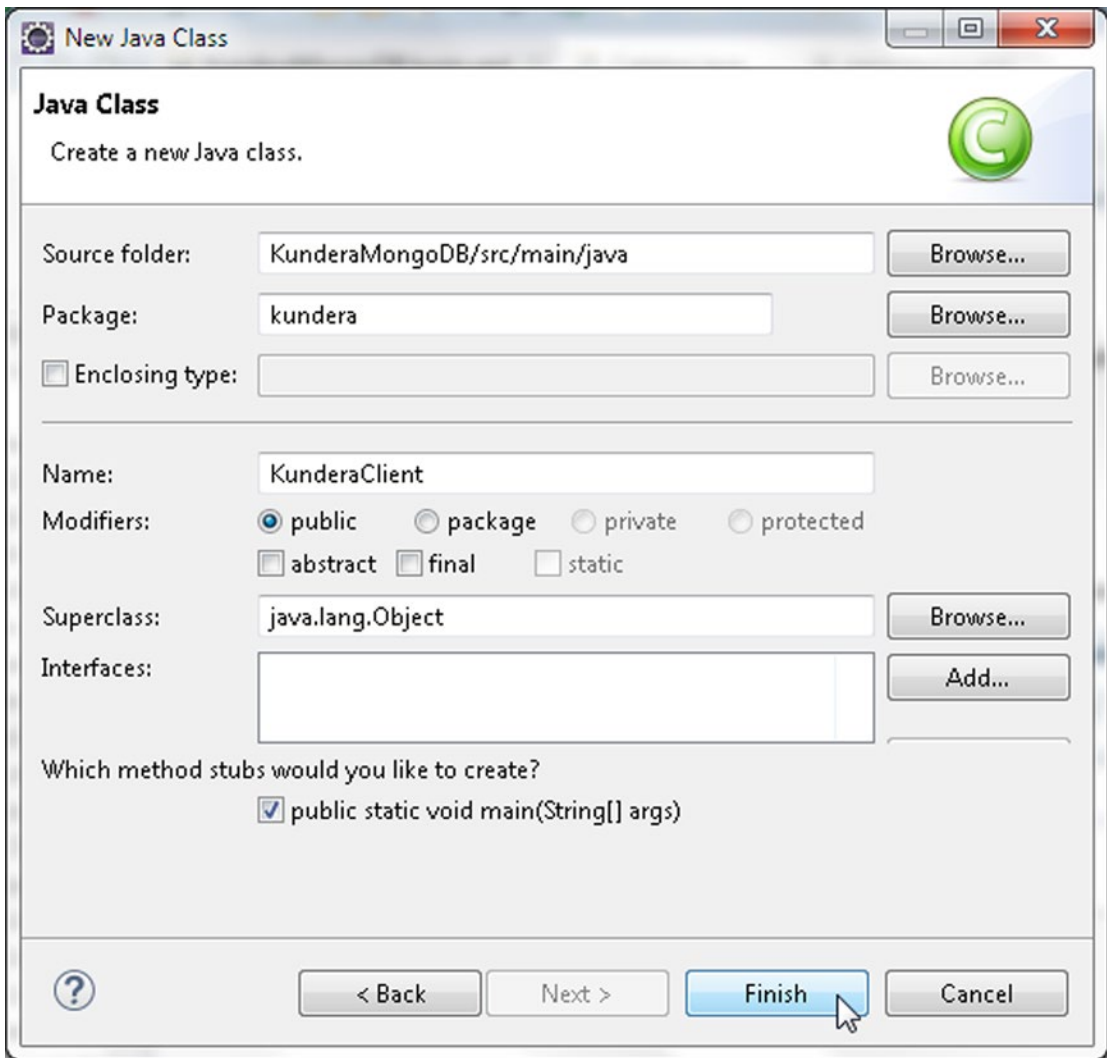 New Java Class
Java Class
Create a new Java class.
C
Source folder: KunderaMongoDB/src/main/java Browse...
Package: kundera Browse...
Enclosing type: Browse...
Name: KunderaClient
Modifiers: public package private protected
abstract final static
Superclass: java.lang.Object Browse...
Interfaces: Add...
Which method stubs would you like to create?
public static void main(String[] args)
? < Back Next > Finish Cancel